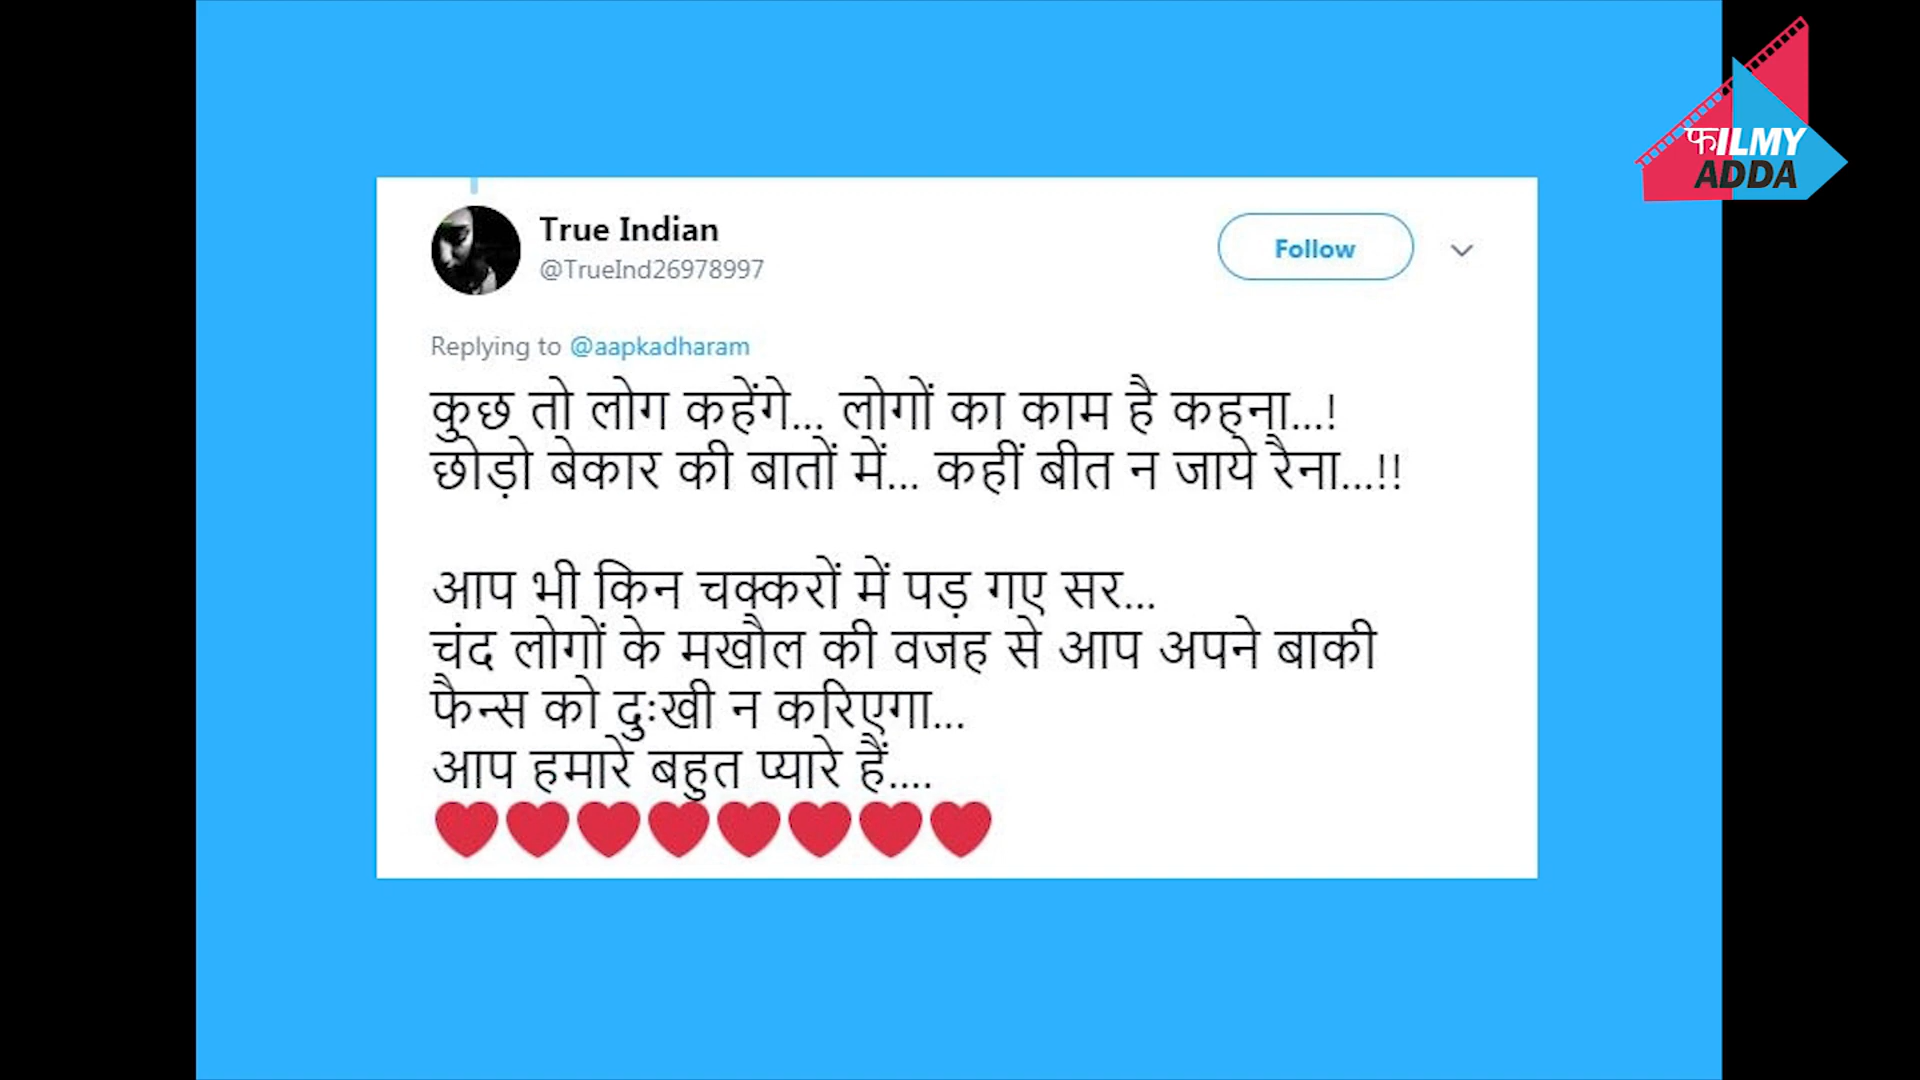 फILMY
ADDA
True Indian
@TrueInd26978997
Follow
Replying to @aapkadharam
कुछ तो लोग कहेंगे... लोगों का काम है कहना...!
छोड़ो बेकार की बातों में... कहीं बीत न जाये रैना...!!
आप भी किन चक्करों में पड़ गए सर...
चंद लोगों के मखौल की वजह से आप अपने बाकी
फैन्स को दुःखी न करिएगा...
आप हमारे बहुत प्यारे हैं....